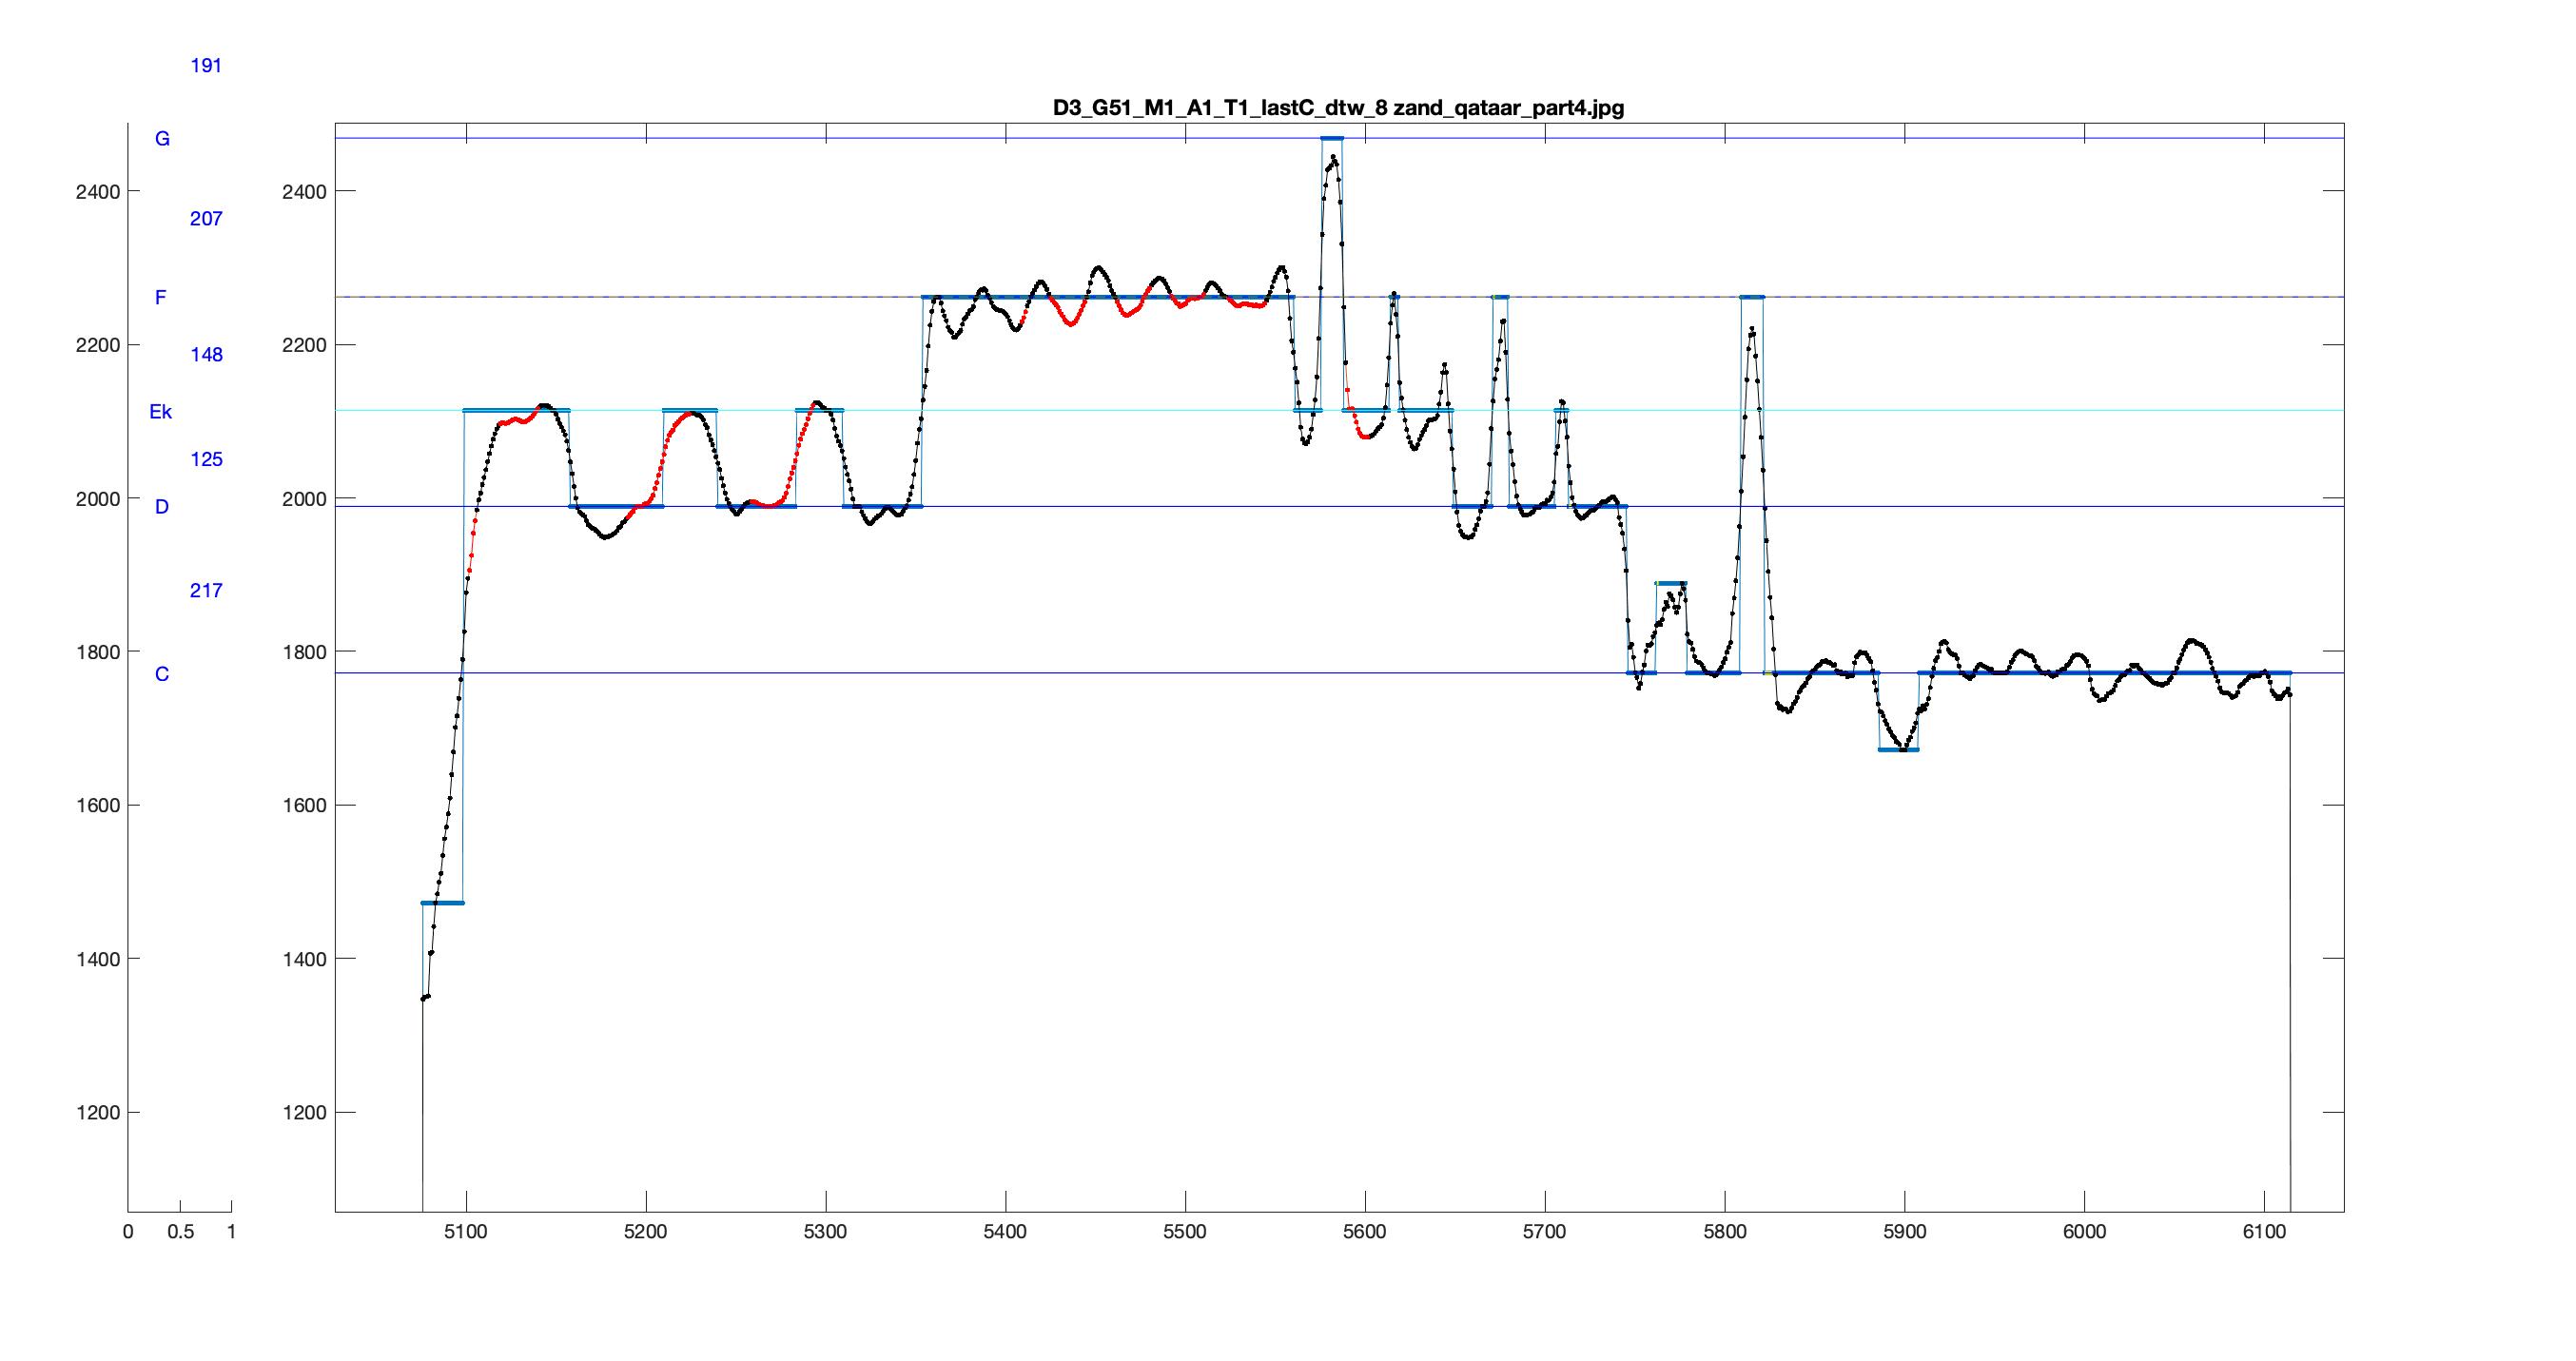 191
D3_G51_M1_A1_T1_lastC_dtw_8 zand_qataar_part4.jpg
G
2400 2400
207
F
2200 148 2200
Ek
125
2000 D 2000
217
1800 1800
C
1600 1600
1400 1400
1200 1200
0 0.5 1 5100 5200 5300 5400 5500 5600 5700 5800 5900 6000 6100